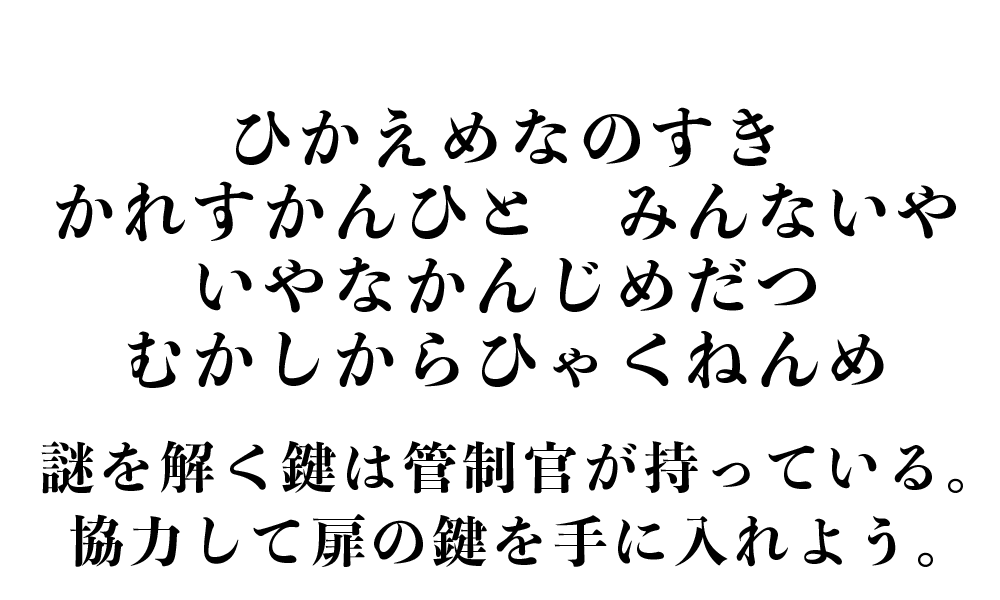 ひかえめなのすき
かれすかんひと　みんないや
いやなかんじめだつ
むかしからひゃくねんめ
謎を解く鍵は管制官が持っている。
協力して扉の鍵を手に入れよう。